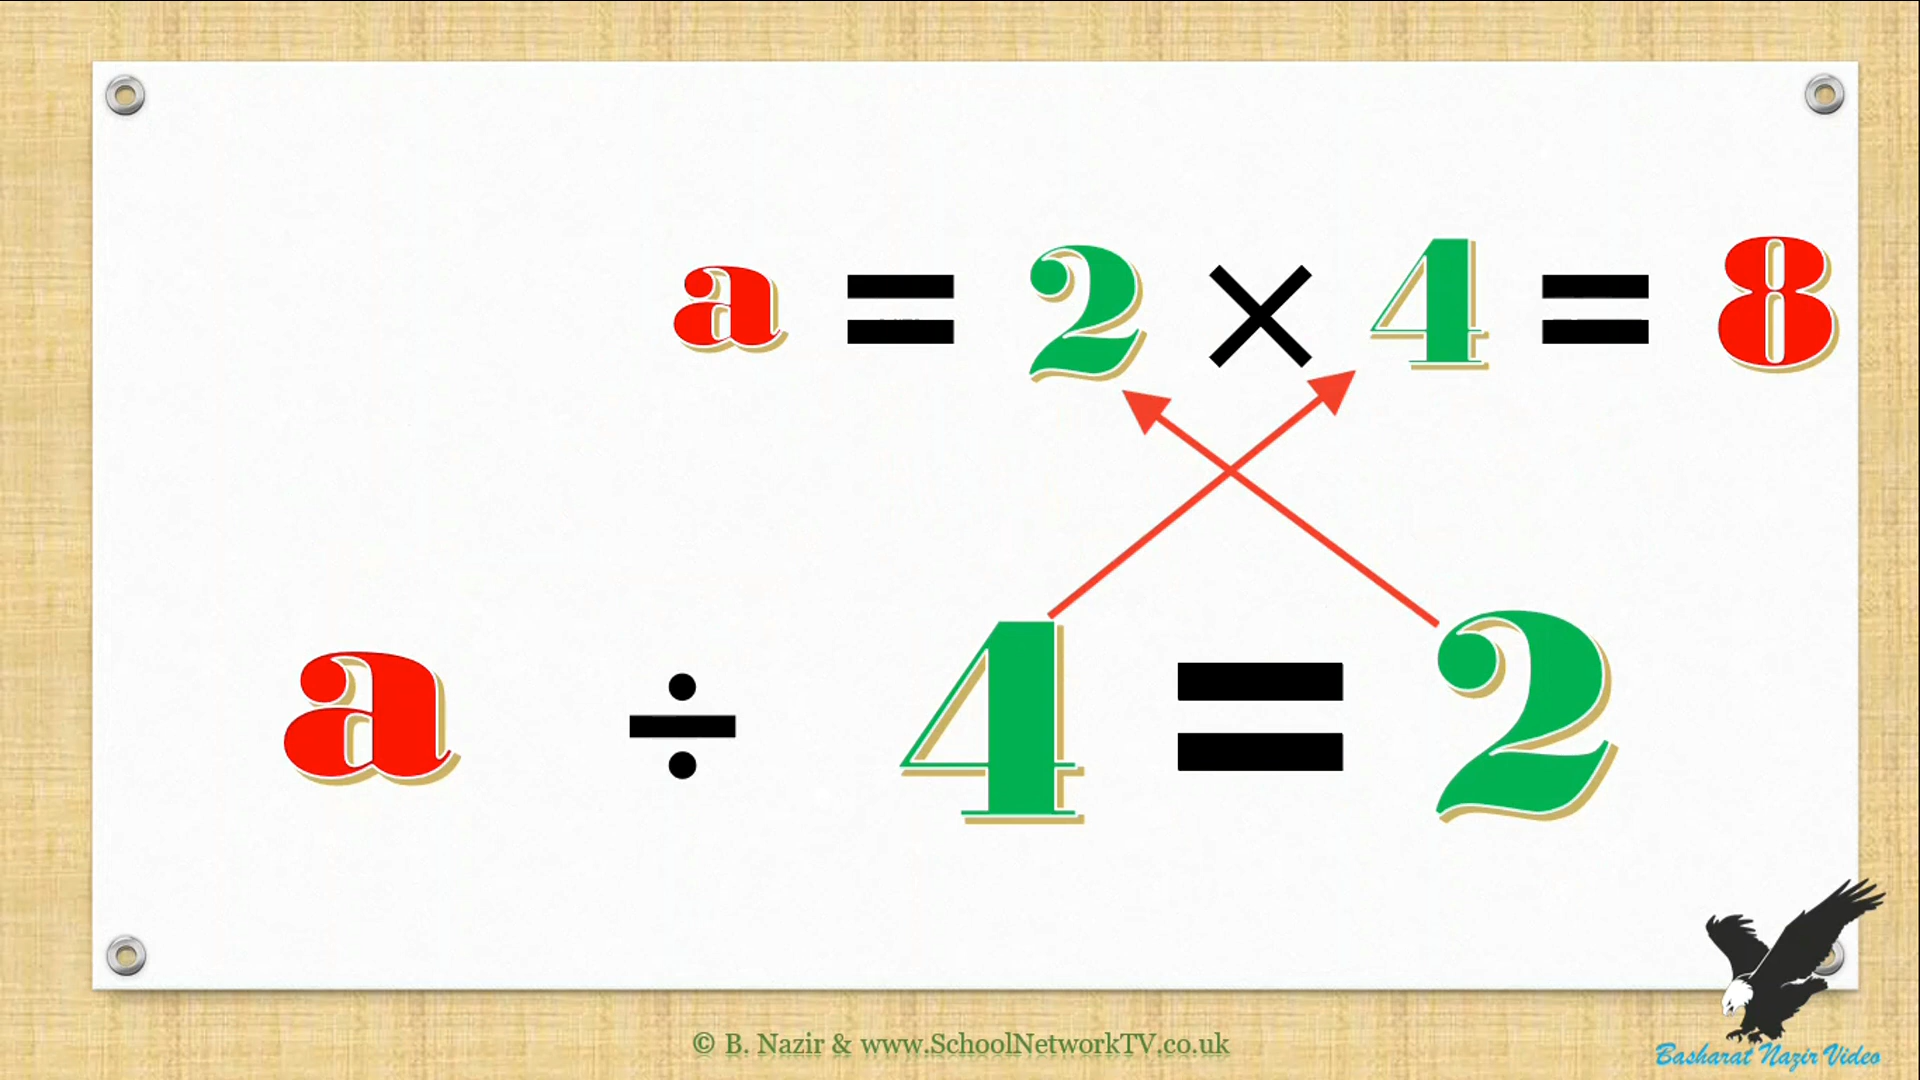 a = 2 × 4 = 8
a ÷ 4 = 2
© B. Nazir & www.SchoolNetworkTV.co.uk
Basharat Nazir Video